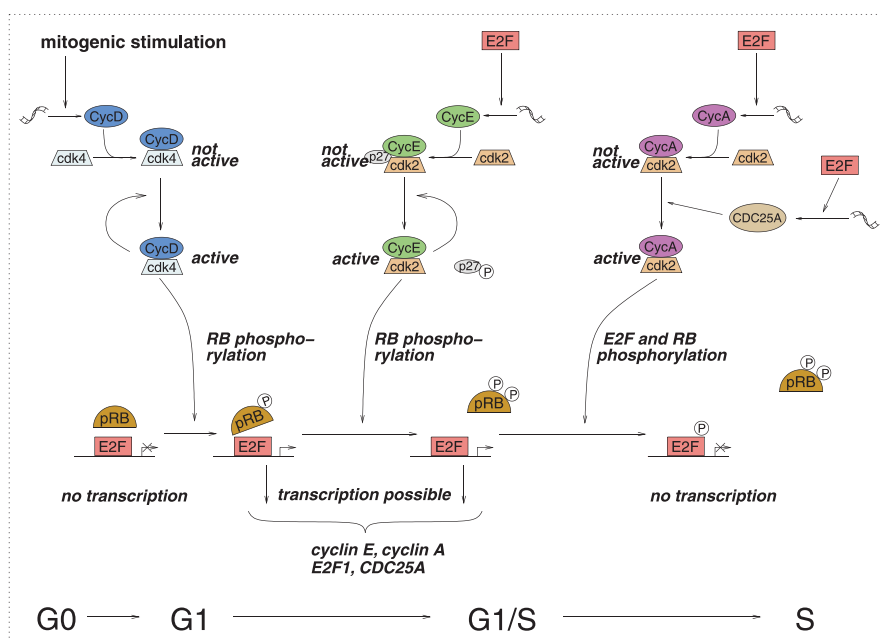 mitogenic stimulation
E2F
E2F
CycD
CycE
CycA
cdk4
CycD
cdk4
not
active
not
active
p27
CycE
cdk2
cdk2
not
active
CycA
cdk2
cdk2
E2F
CDC25A
CycD
cdk4
active
active
CycE
cdk2
p27
P
active
CycA
cdk2
RB phospho–
rylation
RB phospho–
rylation
E2F and RB
phosphorylation
pRB
E2F
P
pRB
E2F
P
P
pRB
E2F
P
E2F
P
P
pRB
no transcription
transcription possible
no transcription
cyclin E, cyclin A
E2F1, CDC25A
G0
G1
G1/S
S